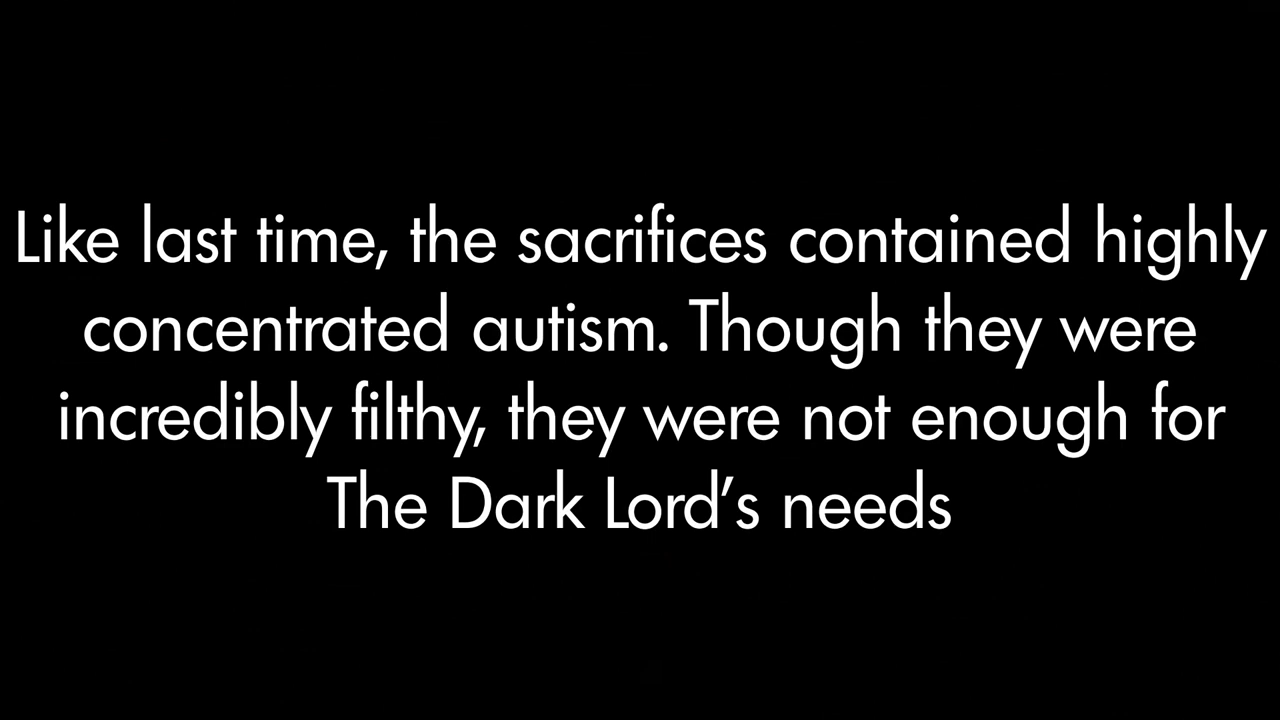 Like last time, the sacrifices contained highly
concentrated autism. Though they were
incredibly filthy, they were not enough for
The Dark Lord’s needs